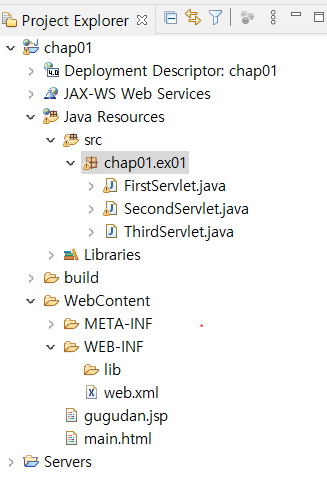 Project Explorer
chap01
Deployment Descriptor: chap01
JAX-WS Web Services
Java Resources
src
chap01.ex01
FirstServlet.java
SecondServlet.java
ThirdServlet.java
Libraries
build
WebContent
META-INF
WEB-INF
lib
web.xml
gugudan.jsp
main.html
Servers